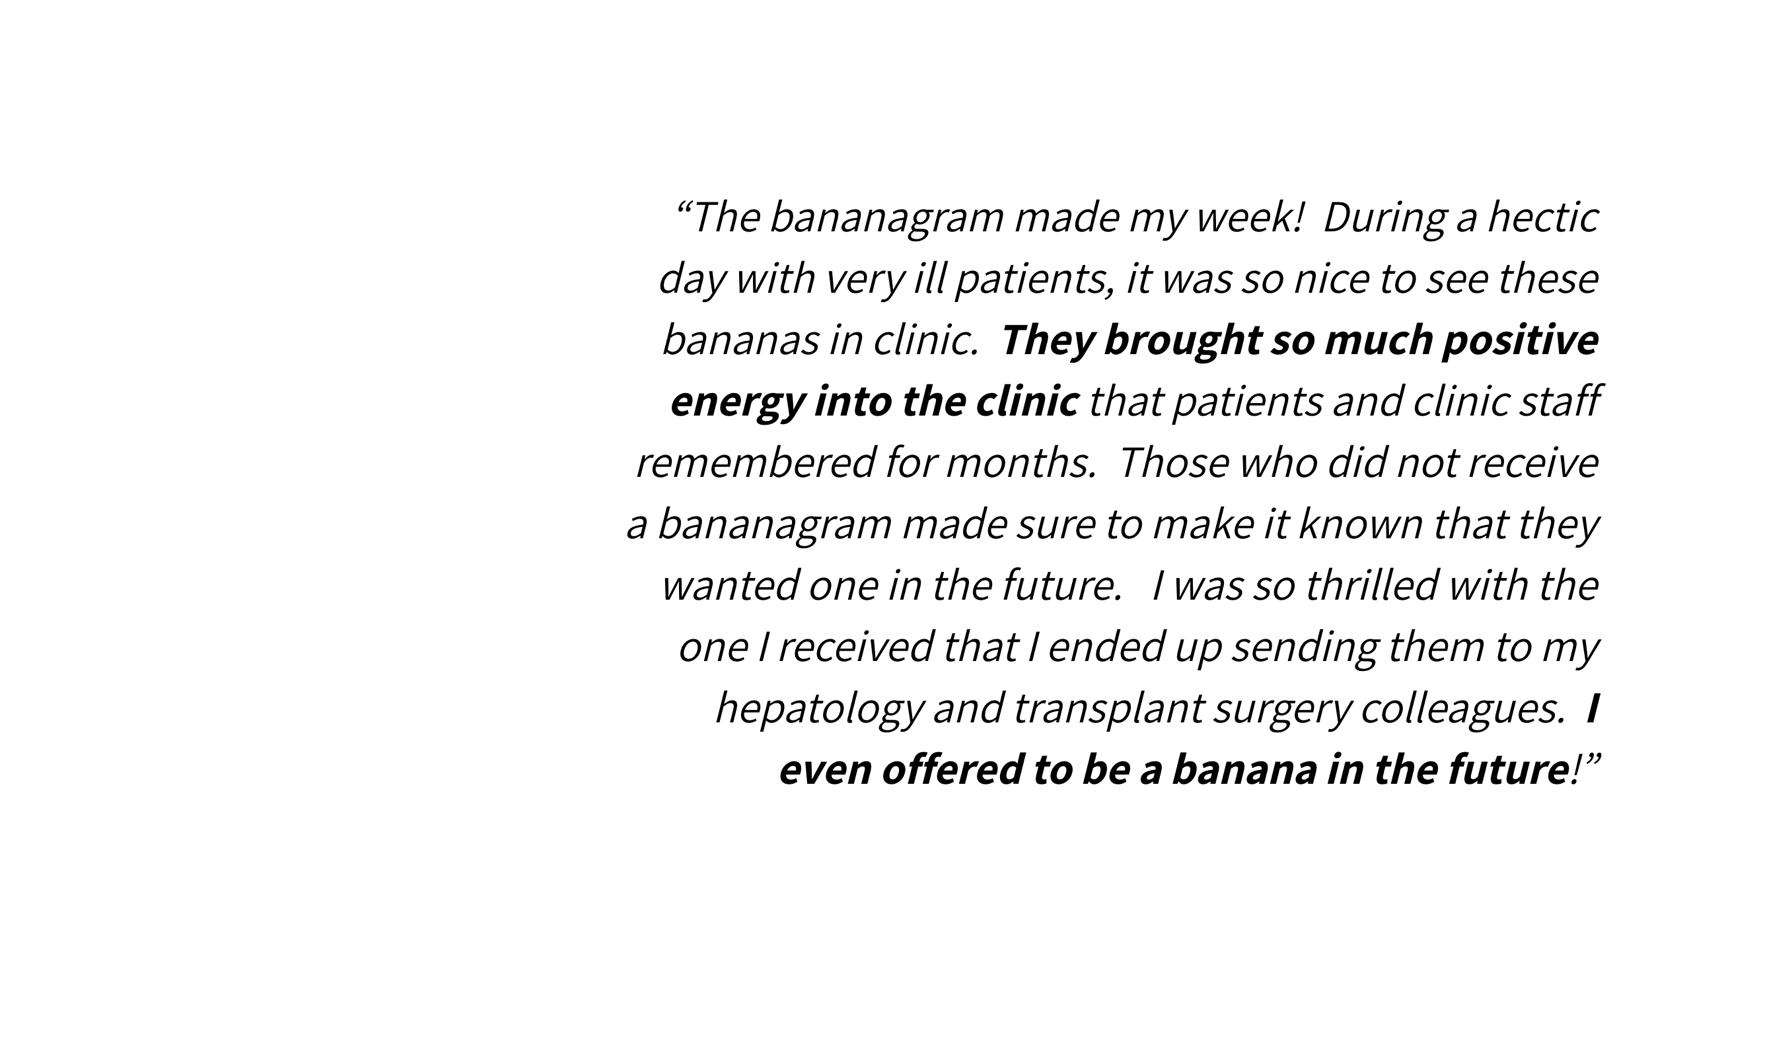 “The bananagram made my week!  During a hectic
day with very ill patients, it was so nice to see these
bananas in clinic.  They brought so much positive
energy into the clinic that patients and clinic staff
remembered for months.  Those who did not receive
a bananagram made sure to make it known that they
wanted one in the future.   I was so thrilled with the
one I received that I ended up sending them to my
hepatology and transplant surgery colleagues.  I
even offered to be a banana in the future!”